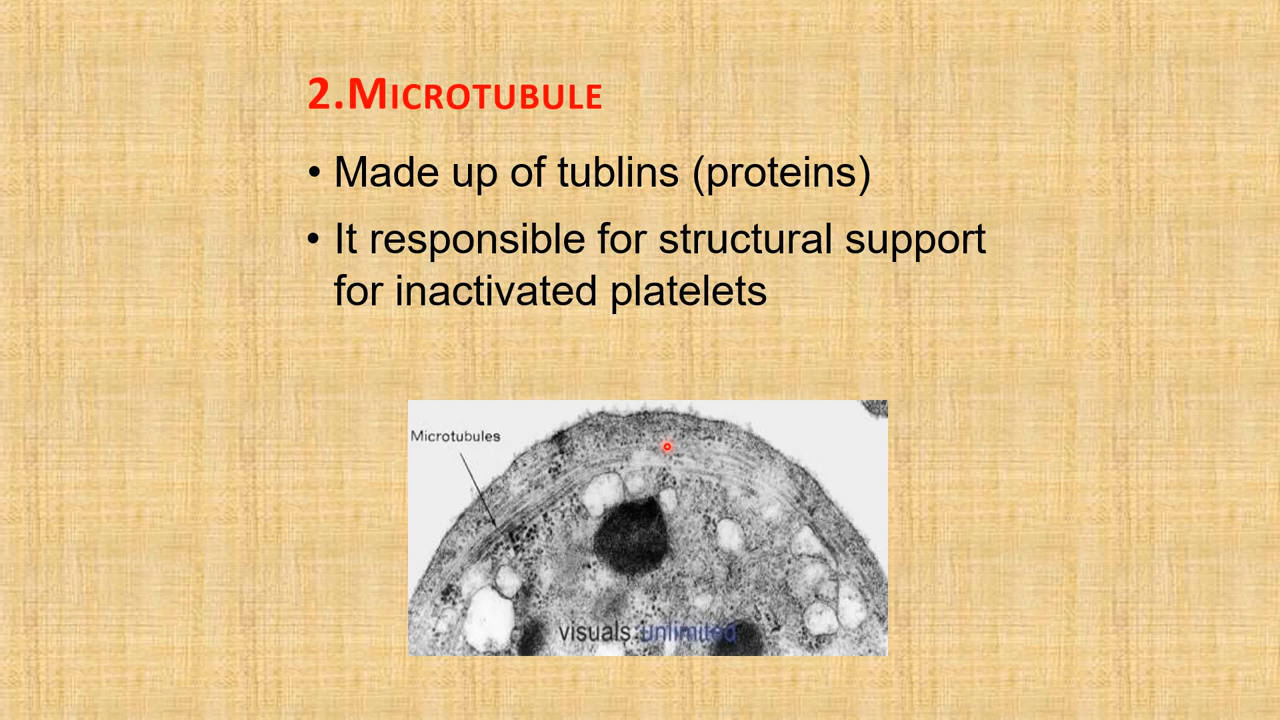 2.MICROTUBULE
• Made up of tublins (proteins)
• It responsible for structural support
for inactivated platelets
Microtubules
visuals unlimited